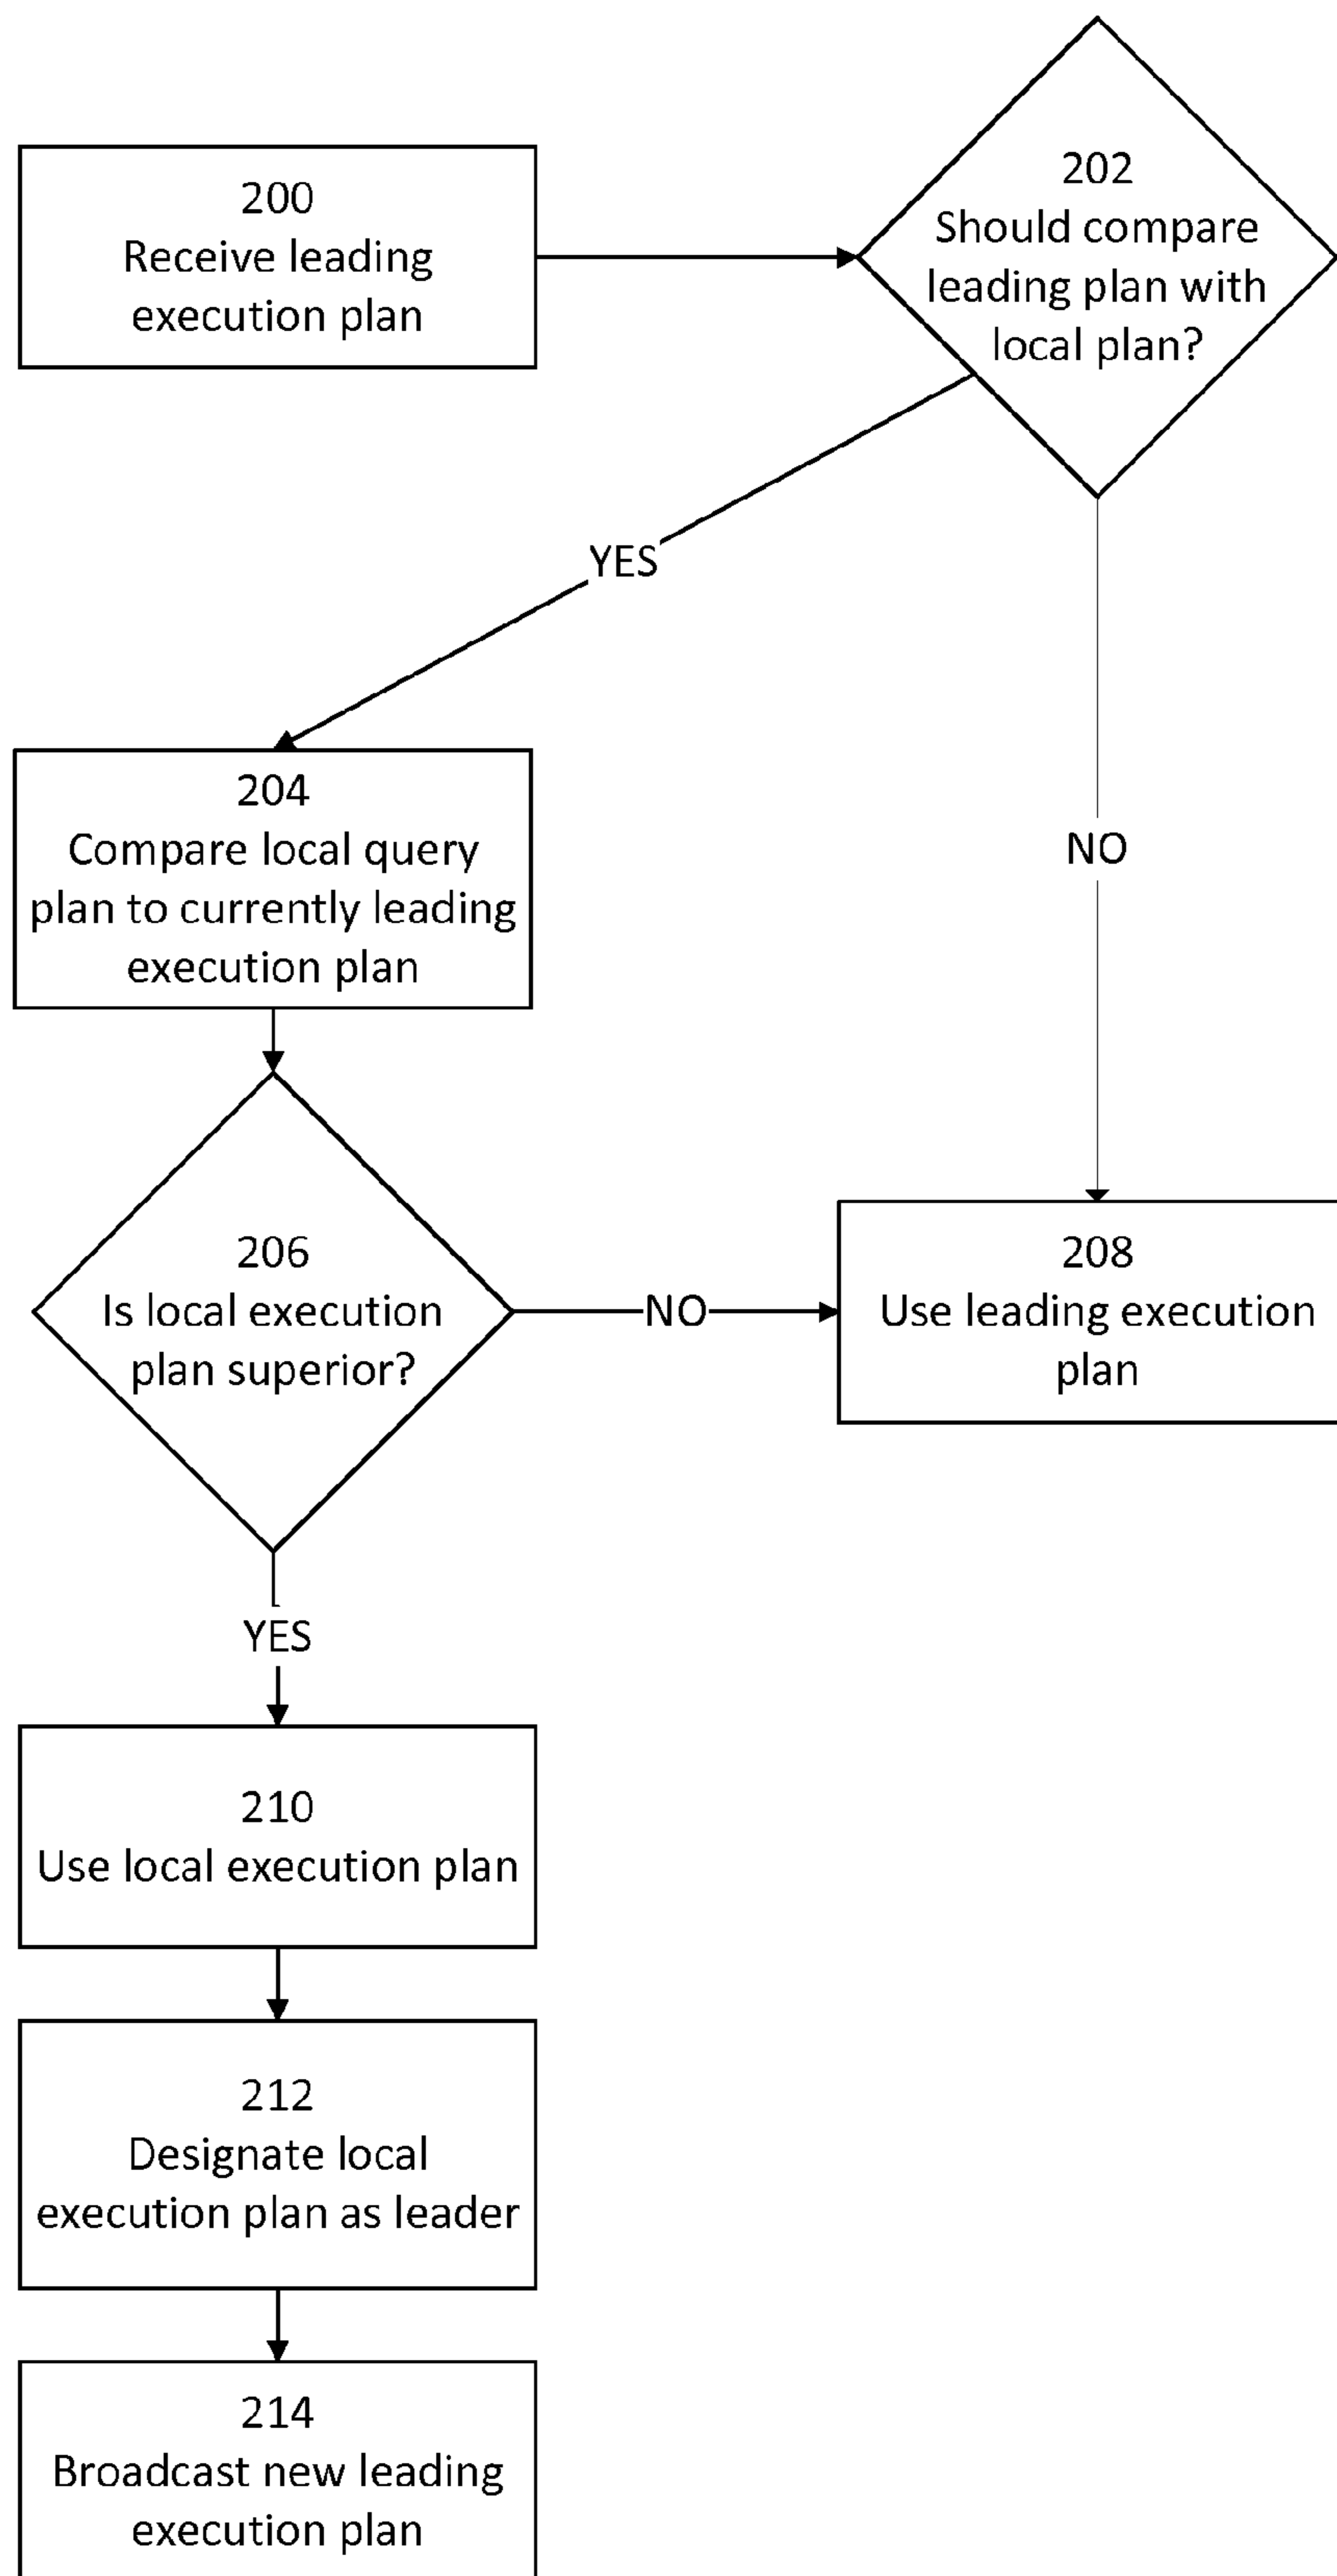 200
Receive leading
execution plan
202
Should compare
leading plan with
local plan?
YES
NO
204
Compare local query
plan to currently leading
execution plan
206
Is local execution
plan superior?
NO
208
Use leading execution
plan
YES
210
Use local execution plan
212
Designate local
execution plan as leader
214
Broadcast new leading
execution plan